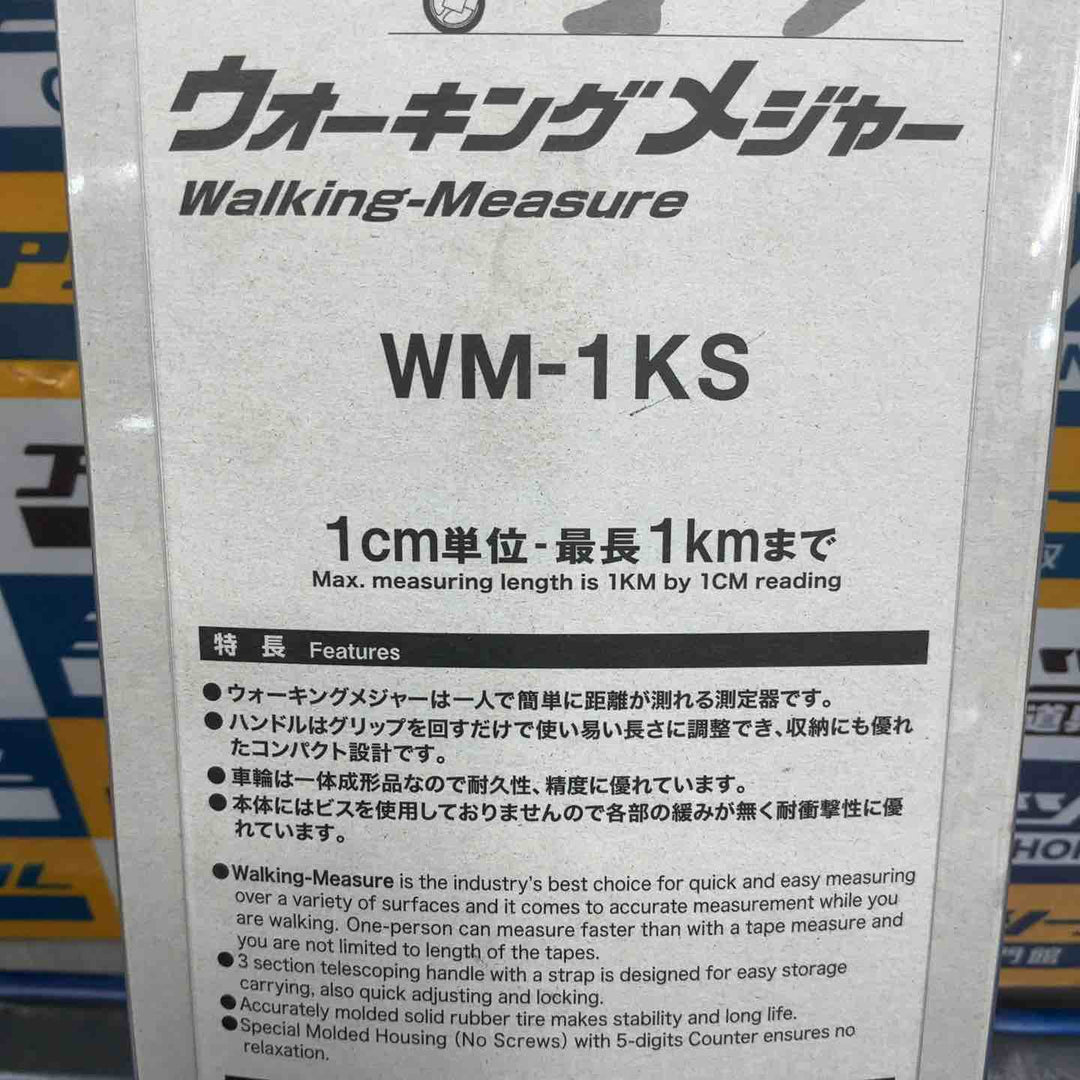 ウォーキングメジャー
Walking-Measure
WM-1KS
1cm単位-最長1kmまで
Max. measuring length is 1KM by 1CM reading
特 長 Features
●ウォーキングメジャーは一人で簡単に距離が測れる測定器です。
●ハンドルはグリップを回すだけで使い易い長さに調整でき、収納にも優れ
たコンパクト設計です。
●車輪は一体成形品なので耐久性、精度に優れています。
●本体にはビスを使用しておりませんので各部の緩みが無く耐衝撃性に優
れています。
●Walking-Measure is the industry's best choice for quick and easy measuring
over a variety of surfaces and it comes to accurate measurement while you
are walking. One-person can measure faster than with a tape measure and
you are not limited to length of the tapes.
●3 section telescoping handle with a strap is designed for easy storage
carrying, also quick adjusting and locking.
●Accurately molded solid rubber tire makes stability and long life.
●Special Molded Housing (No Screws) with 5-digits Counter ensures no
relaxation.